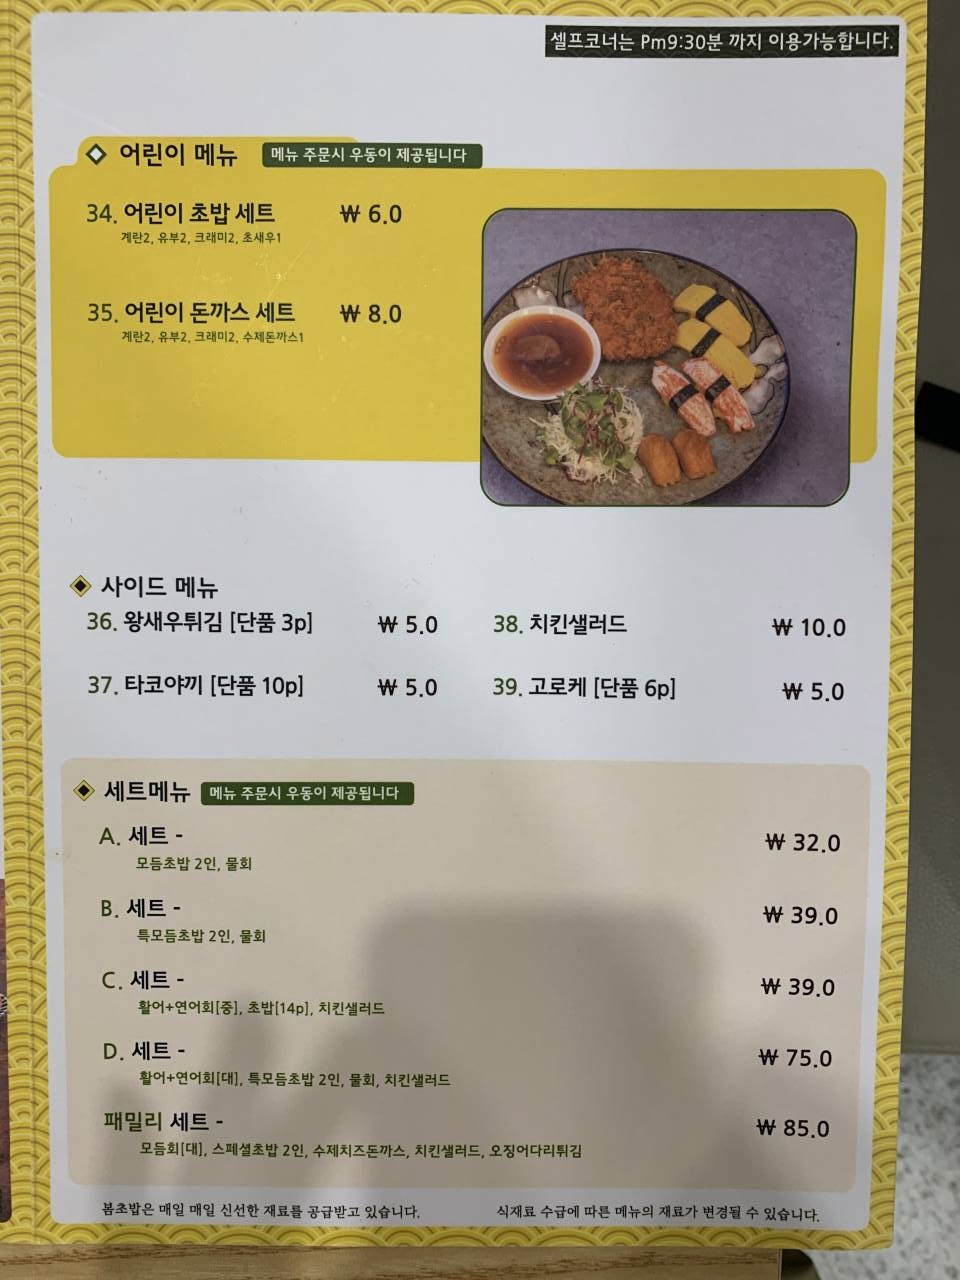 셀프코너는 Pm9:30분 까지 이용가능합니다.
어린이 메뉴 메뉴 주문시 우동이 제공됩니다
34. 어린이 초밥 세트 ₩ 6.0
계란2, 유부2, 크래미2, 초새우1
35. 어린이 돈까스 세트 ₩ 8.0
계란2, 유부2, 크래미2, 수제돈까스1
사이드 메뉴
36. 왕새우튀김 [단품 3p] ₩ 5.0
38. 치킨샐러드 ₩ 10.0
37. 타코야끼 [단품 10p] ₩ 5.0
39. 고로케 [단품 6p] ₩ 5.0
세트메뉴 메뉴 주문시 우동이 제공됩니다
A. 세트 - ₩ 32.0
모듬초밥 2인, 물회
B. 세트 - ₩ 39.0
특모듬초밥 2인, 물회
C. 세트 - ₩ 39.0
활어+연어회[중], 초밥[14p], 치킨샐러드
D. 세트 - ₩ 75.0
활어+연어회[대], 특모듬초밥 2인, 물회, 치킨샐러드
패밀리 세트 - ₩ 85.0
모듬회[대], 스페셜초밥 2인, 수제치즈돈까스, 치킨샐러드, 오징어다리튀김
봄초밥은 매일 매일 신선한 재료를 공급받고 있습니다.
식재료 수급에 따른 메뉴의 재료가 변경될 수 있습니다.